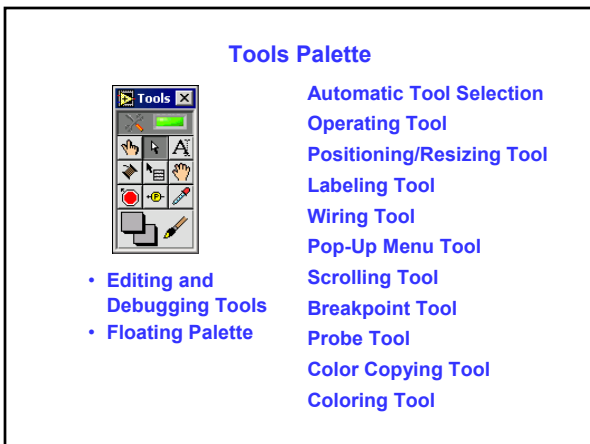 Tools Palette
Tools
A
P
• Editing and
Debugging Tools
• Floating Palette
Automatic Tool Selection
Operating Tool
Positioning/Resizing Tool
Labeling Tool
Wiring Tool
Pop-Up Menu Tool
Scrolling Tool
Breakpoint Tool
Probe Tool
Color Copying Tool
Coloring Tool